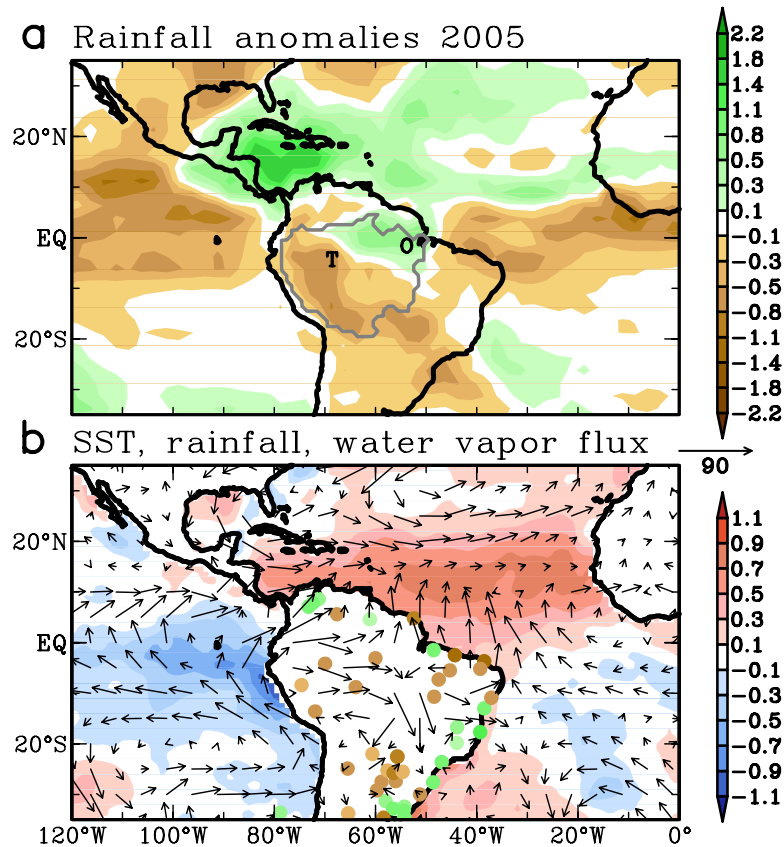 a Rainfall anomalies 2005
2.2
1.8
1.4
1.1
0.8
0.5
0.3
0.1
−0.1
−0.3
−0.5
−0.8
−1.1
−1.4
−1.8
−2.2
20°N
EQ
20°S
T
O
b SST, rainfall, water vapor flux
90
1.1
0.9
0.7
0.5
0.3
0.1
−0.1
−0.3
−0.5
−0.7
−0.9
−1.1
20°N
EQ
20°S
120°W 100°W 80°W 60°W 40°W 20°W 0°